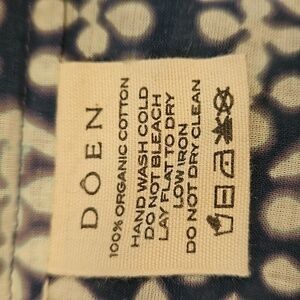 DÔEN
100% ORGANIC COTTON
HAND WASH COLD
DO NOT BLEACH
LAY FLAT TO DRY
LOW IRON
DO NOT DRY CLEAN